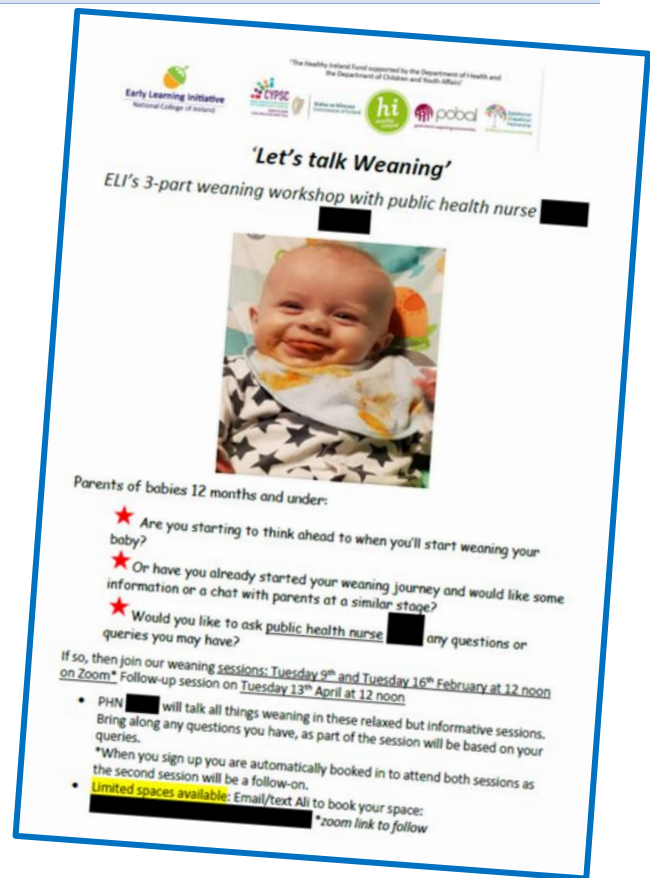 "The Healthy Ireland Fund supported by the Department of Health and
the Department of Children and Youth Affairs"
Early Learning Initiative
National College of Ireland
CYPSC
hi
healthy
ireland
pobal
government supporting communities
'Let's talk Weaning'
ELI's 3-part weaning workshop with public health nurse
Parents of babies 12 months and under:
Are you starting to think ahead to when you'll start weaning your
baby?
Or have you already started your weaning journey and would like some
information or a chat with parents at a similar stage?
Would you like to ask public health nurse any questions or
queries you may have?
If so, then join our weaning sessions: Tuesday 9th and Tuesday 16th February at 12 noon
on Zoom* Follow-up session on Tuesday 13th April at 12 noon
• PHN will talk all things weaning in these relaxed but informative sessions.
Bring along any questions you have, as part of the session will be based on your
queries.
*When you sign up you are automatically booked in to attend both sessions as
the second session will be a follow-on.
• Limited spaces available: Email/text Ali to book your space:
*zoom link to follow